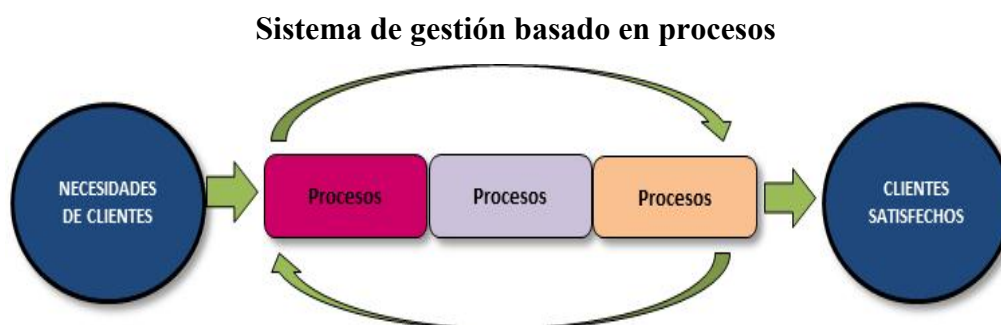 Sistema de gestión basado en procesos
NECESIDADES
DE CLIENTES
Procesos
Procesos
Procesos
CLIENTES
SATISFECHOS